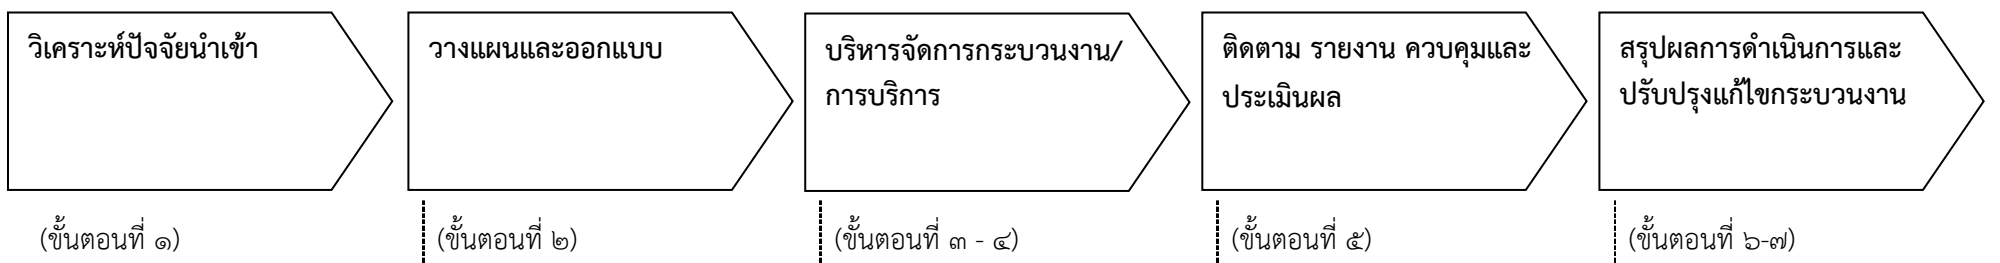 วิเคราะห์ปัจจัยนำเข้า
วางแผนและออกแบบ
บริหารจัดการกระบวนงาน/
การบริการ
ติดตาม รายงาน ควบคุมและ
ประเมินผล
สรุปผลการดำเนินการและ
ปรับปรุงแก้ไขกระบวนงาน
(ขั้นตอนที่ ๑)
(ขั้นตอนที่ ๒)
(ขั้นตอนที่ ๓ - ๔)
(ขั้นตอนที่ ๕)
(ขั้นตอนที่ ๖-๗)